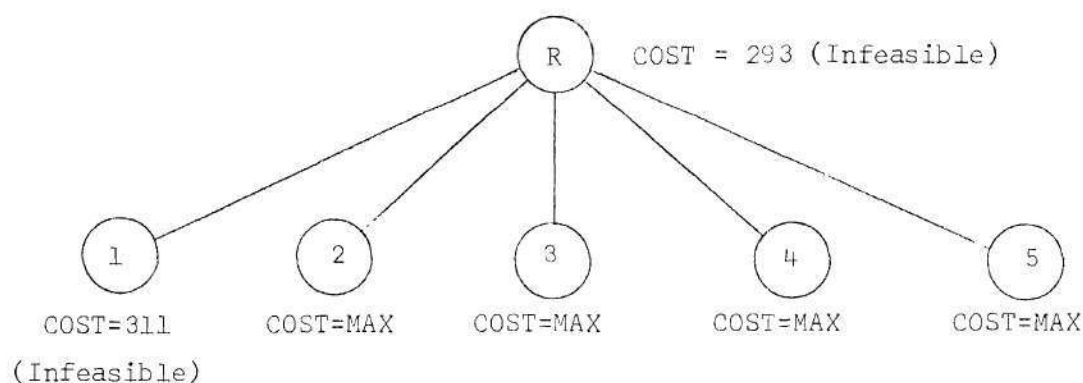 R COST = 293 (Infeasible)
1 2 3 4 5
COST=311 COST=MAX COST=MAX COST=MAX COST=MAX
(Infeasible)